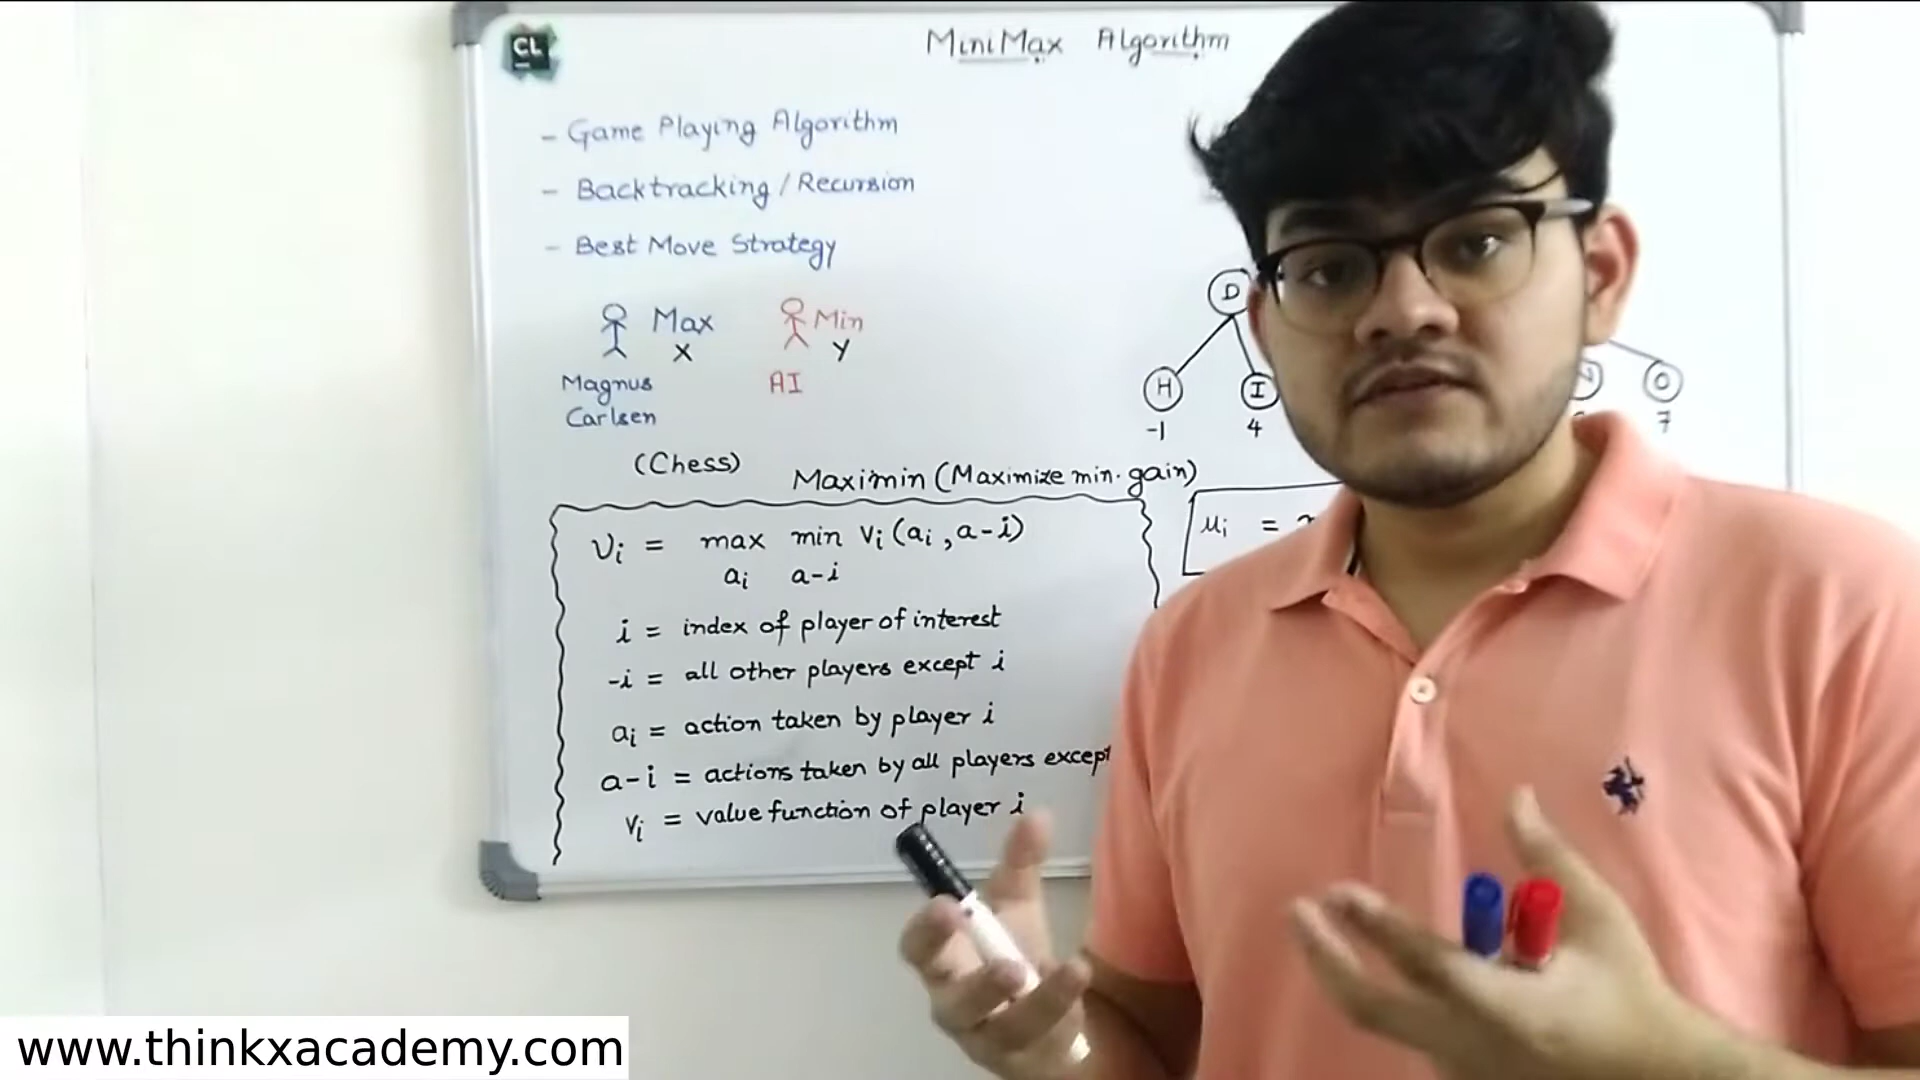 CL
MiniMax Algorithm
- Game Playing Algorithm
- Backtracking / Recursion
- Best Move Strategy
Max
X
Min
Y
Magnus
Carlsen
AI
(Chess)
D
H
I
O
-1
4
7
Maximin (Maximize min. gain)
υi = max min vi (ai, a-i)
ai a-i
i = index of player of interest
-i = all other players except i
ai = action taken by player i
a-i = actions taken by all players except
vi = value function of player i
μi =
www.thinkxacademy.com